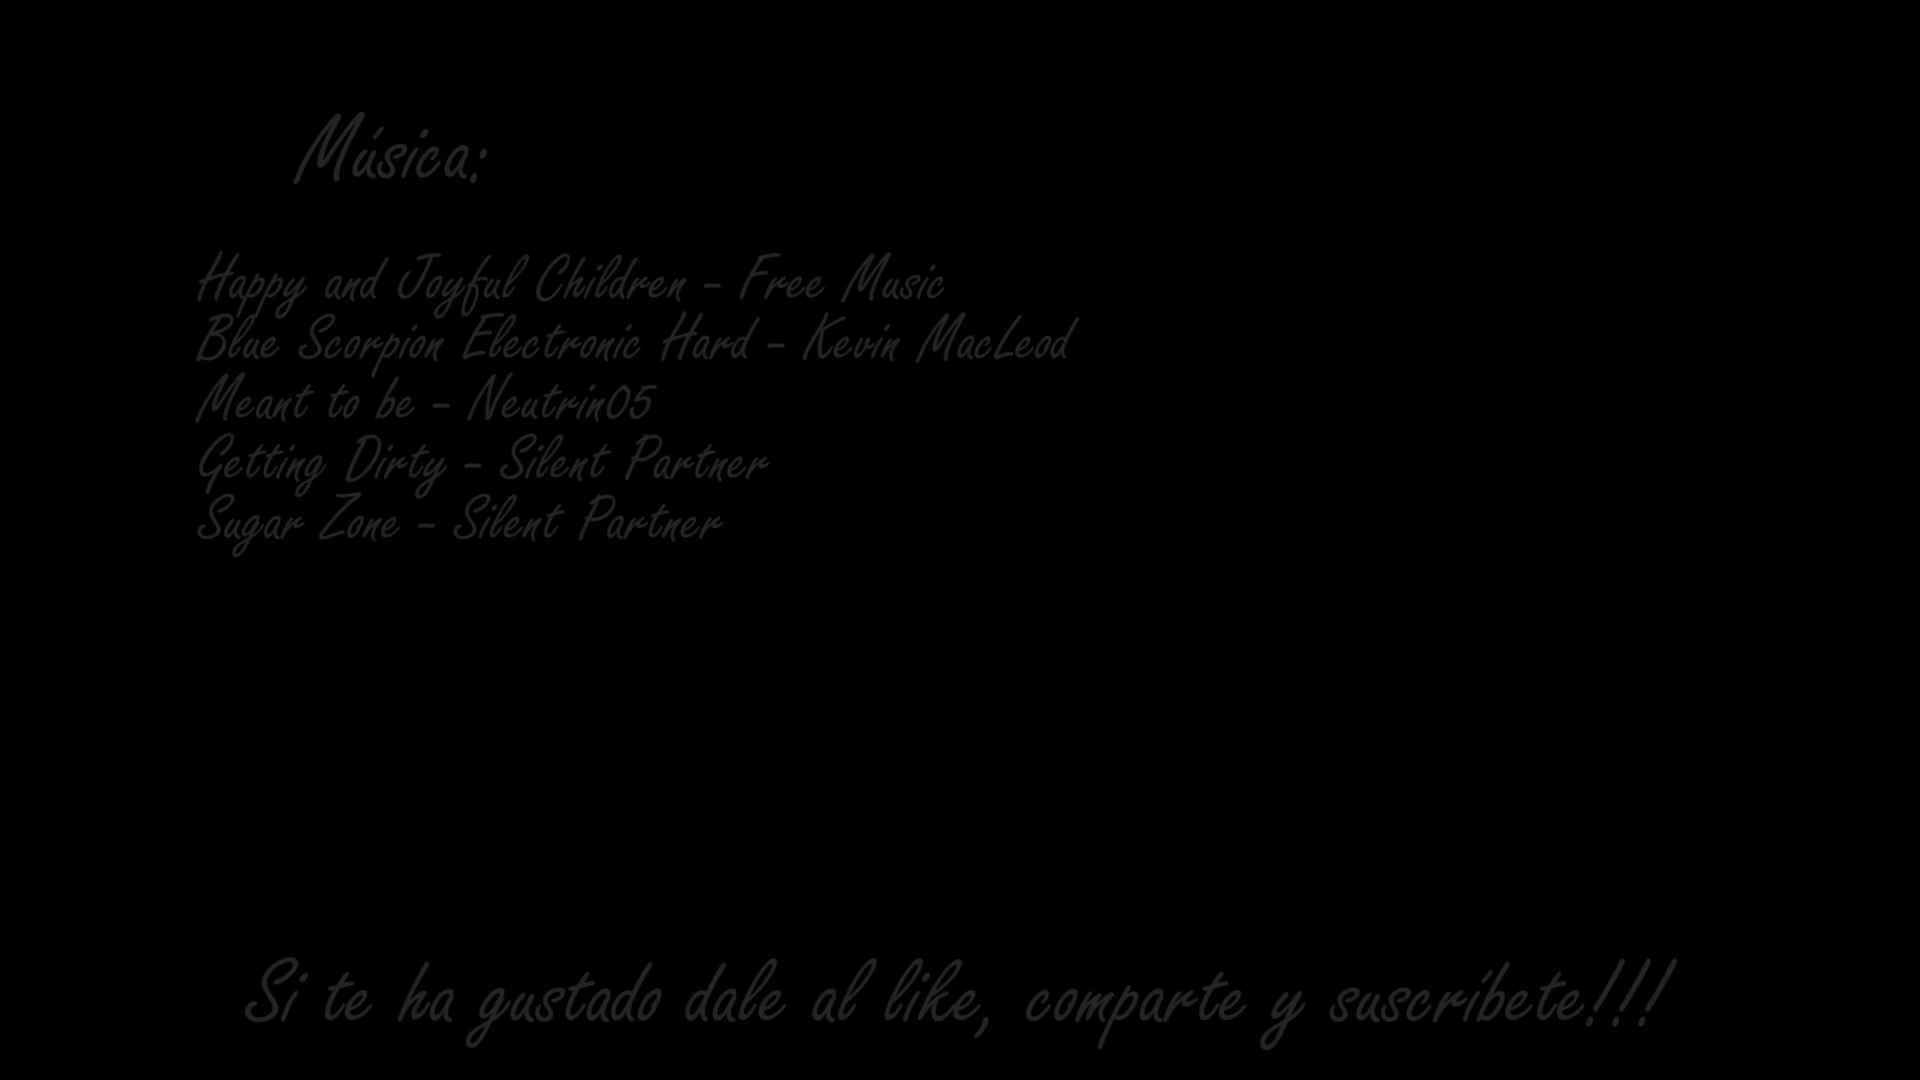 Música:
Happy and Joyful Children - Free Music
Blue Scorpion Electronic Hard - Kevin MacLeod
Meant to be - Neutrin05
Getting Dirty - Silent Partner
Sugar Zone - Silent Partner
Si te ha gustado dale al like, comparte y suscríbete!!!